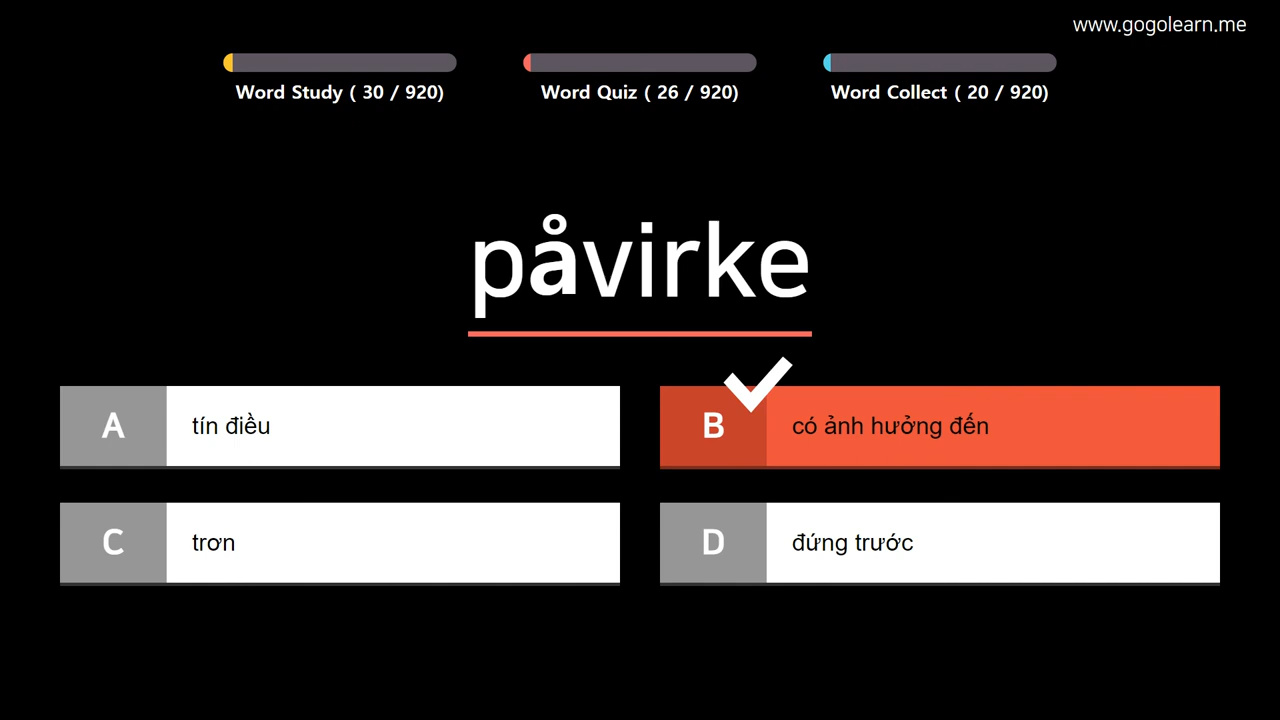 www.gogolearn.me
Word Study ( 30 / 920)
Word Quiz ( 26 / 920)
Word Collect ( 20 / 920)
påvirke
A tín điều
B có ảnh hưởng đến
C trơn
D đứng trước